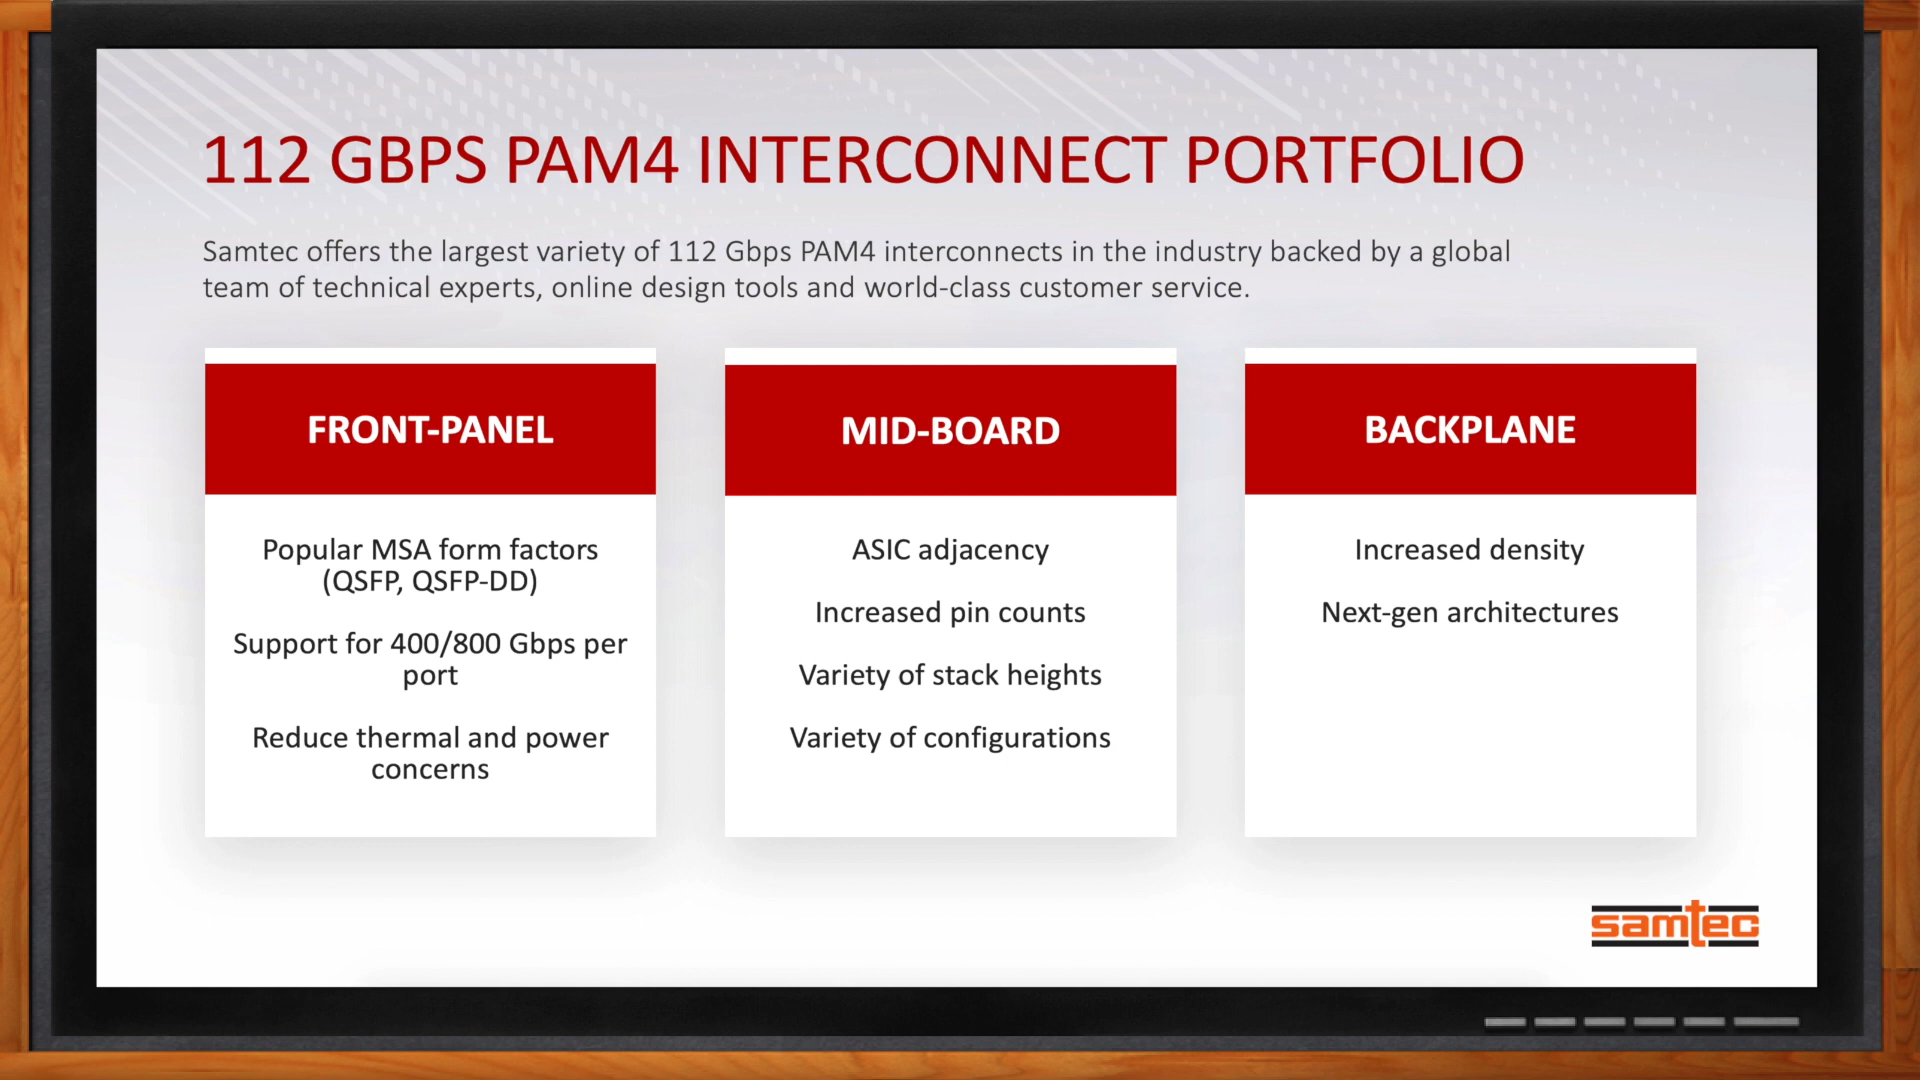 112 GBPS PAM4 INTERCONNECT PORTFOLIO
Samtec offers the largest variety of 112 Gbps PAM4 interconnects in the industry backed by a global
team of technical experts, online design tools and world-class customer service.
FRONT-PANEL
Popular MSA form factors
(QSFP, QSFP-DD)
Support for 400/800 Gbps per
port
Reduce thermal and power
concerns
MID-BOARD
ASIC adjacency
Increased pin counts
Variety of stack heights
Variety of configurations
BACKPLANE
Increased density
Next-gen architectures
samtec